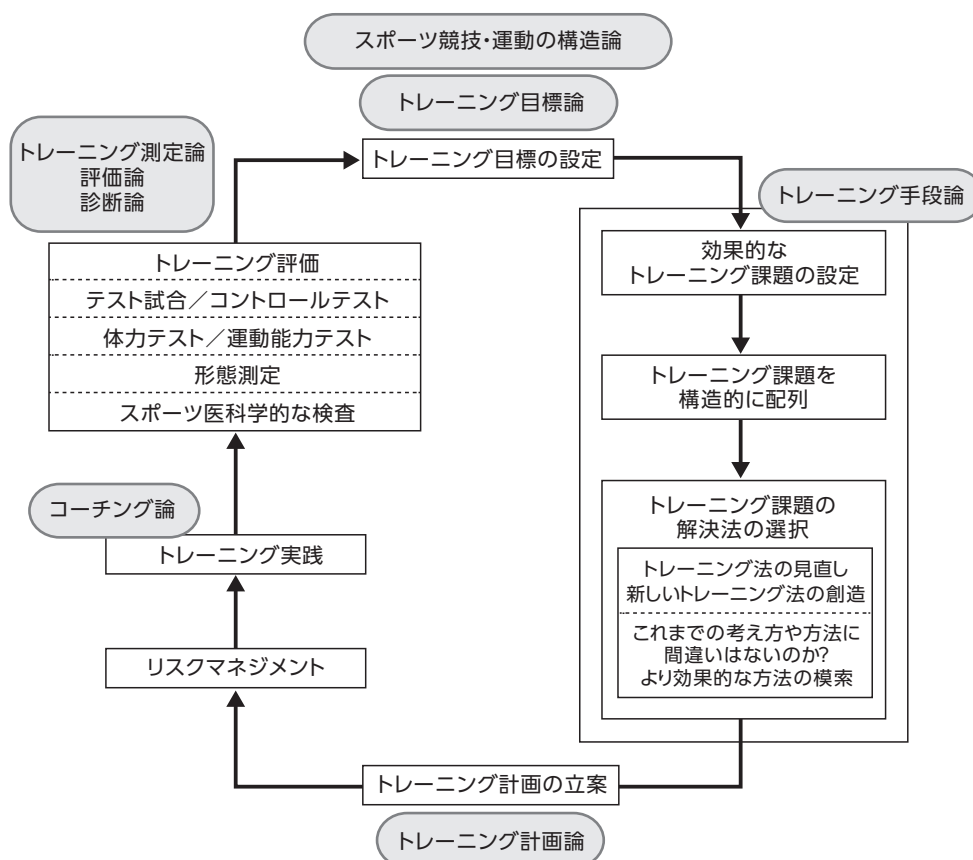 スポーツ競技・運動の構造論
トレーニング目標論
トレーニング目標の設定
トレーニング手段論
効果的な
トレーニング課題の設定
トレーニング課題を
構造的に配列
トレーニング課題の
解決法の選択
トレーニング法の見直し
新しいトレーニング法の創造
これまでの考え方や方法に
間違いはないのか?
より効果的な方法の模索
トレーニング計画の立案
トレーニング計画論
リスクマネジメント
コーチング論
トレーニング実践
トレーニング測定論
評価論
診断論
トレーニング評価
テスト試合/コントロールテスト
体力テスト/運動能力テスト
形態測定
スポーツ医科学的な検査